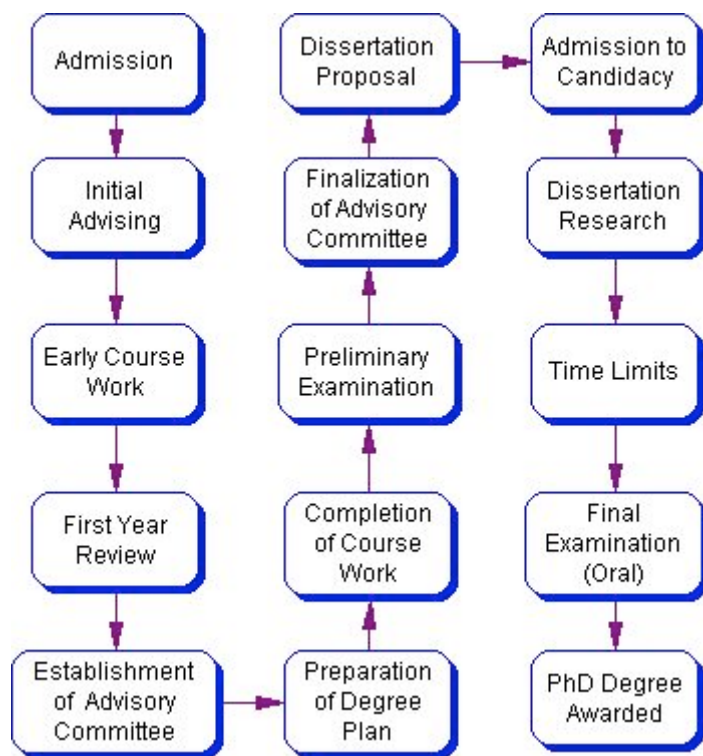 Admission
Initial
Advising
Early Course
Work
First Year
Review
Establishment
of Advisory
Committee
Preparation
of Degree
Plan
Completion
of Course
Work
Preliminary
Examination
Finalization
of Advisory
Committee
Dissertation
Proposal
Admission to
Candidacy
Dissertation
Research
Time Limits
Final
Examination
(Oral)
PhD Degree
Awarded